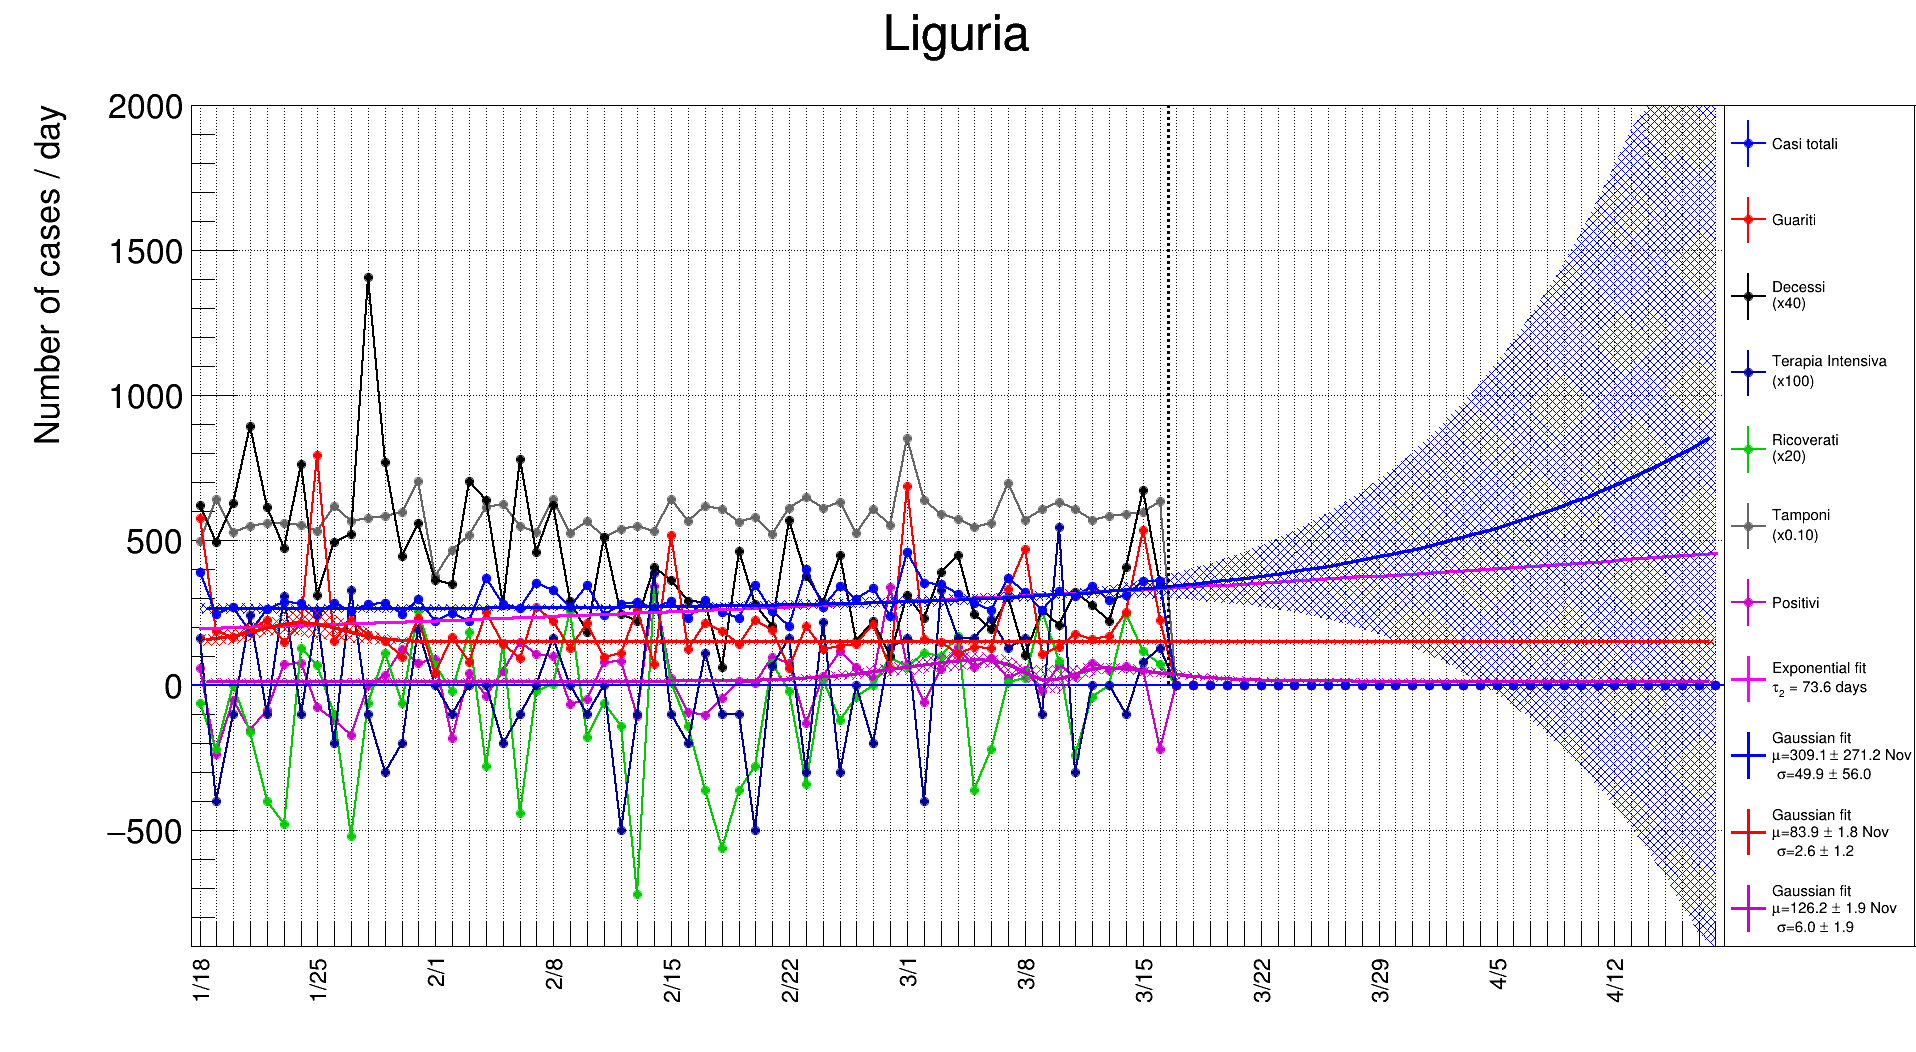 Liguria
Number of cases / day
2000
1500
1000
500
0
−500
1/18
1/25
2/1
2/8
2/15
2/22
3/1
3/8
3/15
3/22
3/29
4/5
4/12
Casi totali
Guariti
Decessi
(x40)
Terapia Intensiva
(x100)
Ricoverati
(x20)
Tamponi
(x0.10)
Positivi
Exponential fit
τ2 = 73.6 days
Gaussian fit
μ=309.1 ± 271.2 Nov
σ=49.9 ± 56.0
Gaussian fit
μ=83.9 ± 1.8 Nov
σ=2.6 ± 1.2
Gaussian fit
μ=126.2 ± 1.9 Nov
σ=6.0 ± 1.9